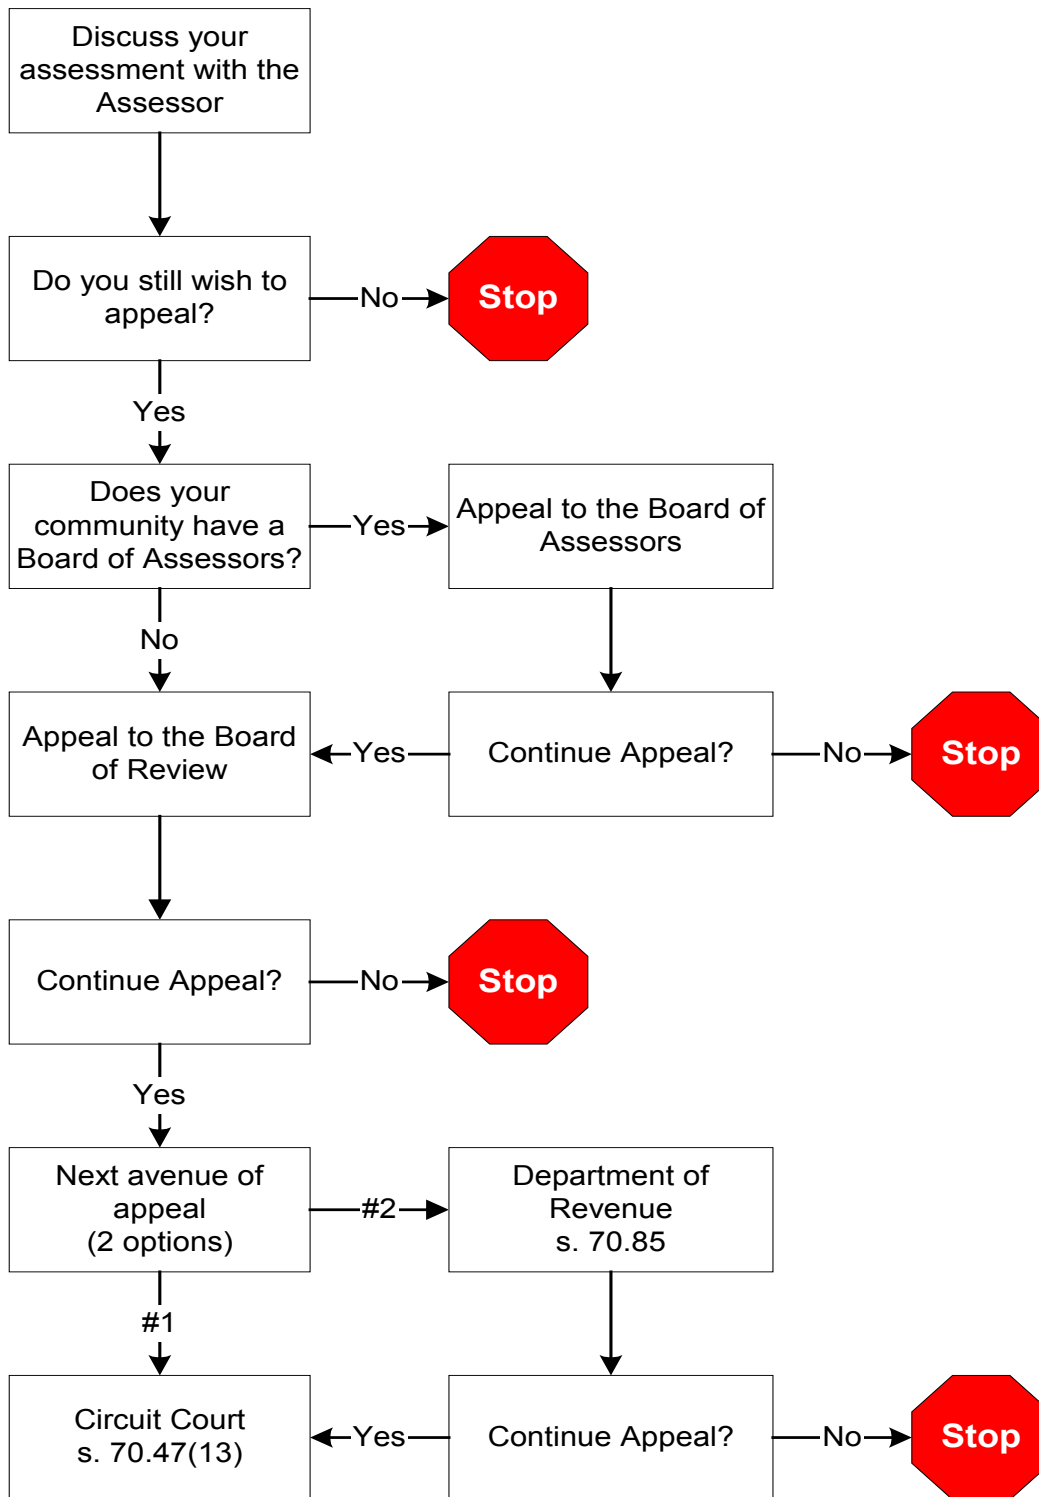 Discuss your
assessment with the
Assessor
Do you still wish to
appeal?
No
Stop
Yes
Does your
community have a
Board of Assessors?
Yes
Appeal to the Board of
Assessors
No
Appeal to the Board
of Review
Yes
Continue Appeal?
No
Stop
Continue Appeal?
No
Stop
Yes
Next avenue of
appeal
(2 options)
#2
Department of
Revenue
s. 70.85
#1
Circuit Court
s. 70.47(13)
Yes
Continue Appeal?
No
Stop